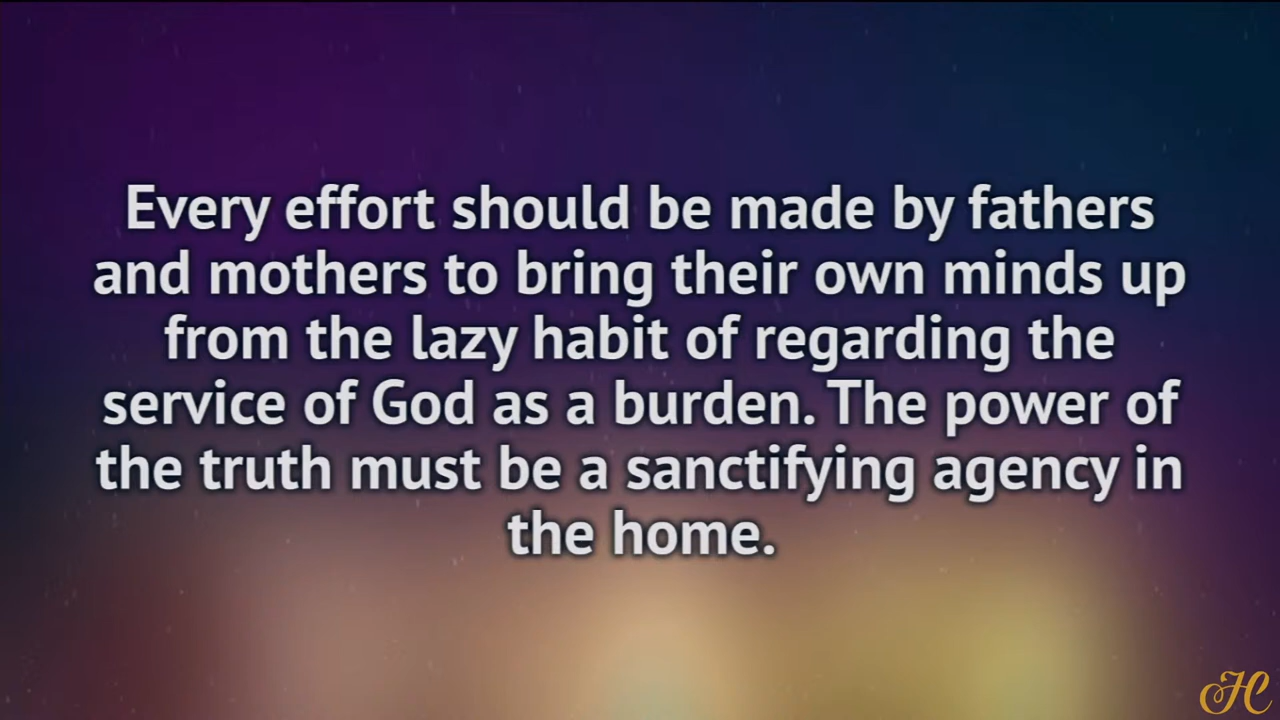 Every effort should be made by fathers
and mothers to bring their own minds up
from the lazy habit of regarding the
service of God as a burden. The power of
the truth must be a sanctifying agency in
the home.
HC